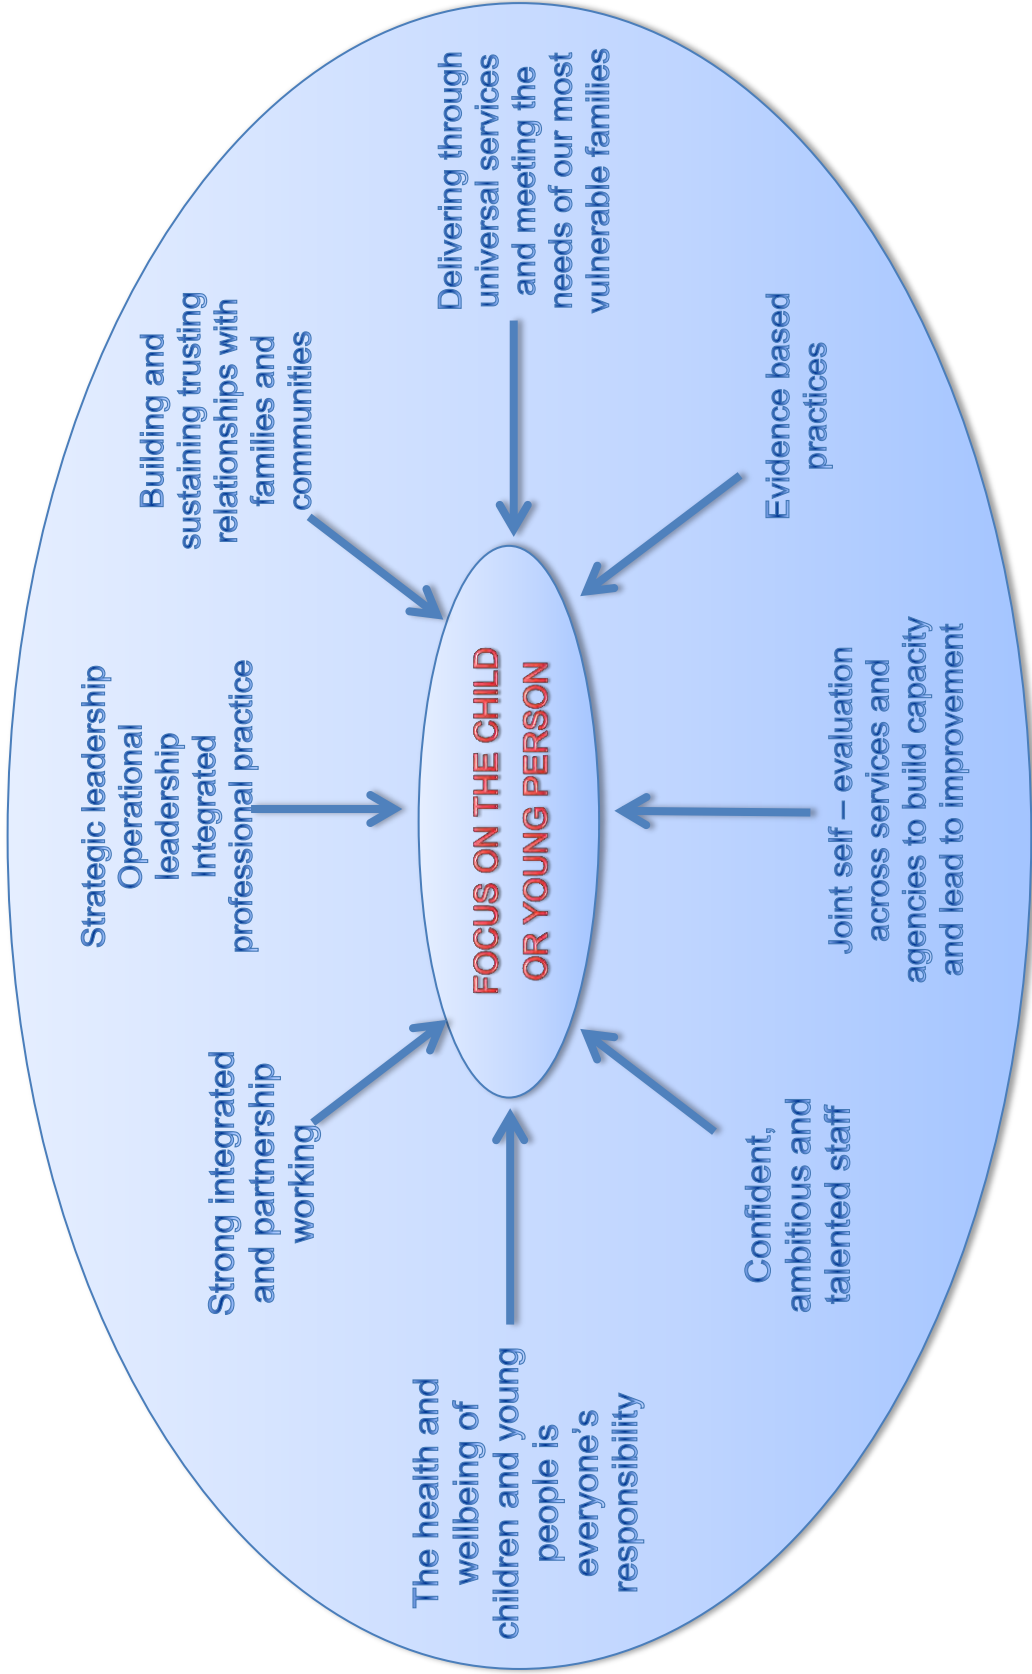 Strategic leadership
Operational
leadership
Integrated
professional practice
Building and
sustaining trusting
relationships with
families and
communities
Strong integrated
and partnership
working
The health and
wellbeing of
children and young
people is
everyone’s
responsibility
FOCUS ON THE CHILD
OR YOUNG PERSON
Delivering through
universal services
and meeting the
needs of our most
vulnerable families
Confident,
ambitious and
talented staff
Joint self – evaluation
across services and
agencies to build capacity
and lead to improvement
Evidence based
practices